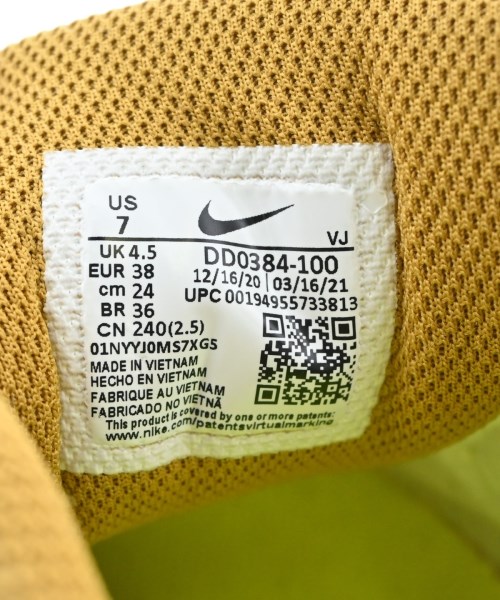 US
7
VJ
UK 4.5
EUR 38
cm 24
BR 36
CN 240(2.5)
DD0384-100
12/16/20 | 03/16/21
UPC 00194955733813
01NYYJ0MS7XG5
MADE IN VIETNAM
HECHO EN VIETNAM
FABRIQUE AU VIETNAM
FABRICADO NO VIETNÃ
This product is covered by one or more patents:
www.nike.com/patentsvirtualmarking